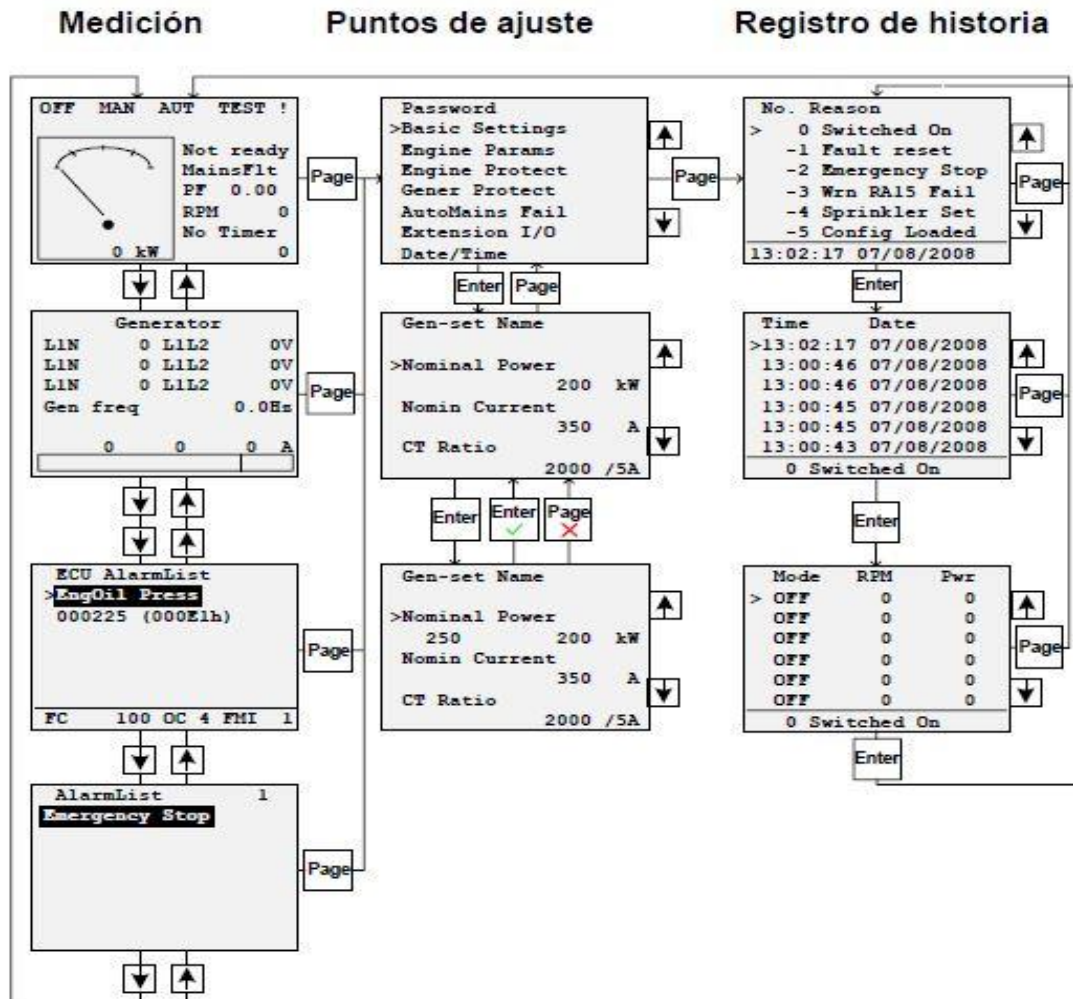 Medición
Puntos de ajuste
Registro de historia
OFF MAN AUT TEST !
Not ready
MainsFlt
PF 0.00
RPM 0
No Timer
0 kW 0
Page
Generator
L1N 0 L1L2 0V
L1N 0 L1L2 0V
L1N 0 L1L2 0V
Gen freq 0.0Hs
0 0 0 A
Page
ECU AlarmList
>EngOil Press
000225 (000E1h)
FC 100 OC 4 FMI 1
Page
AlarmList 1
Emergency Stop
Page
Password
>Basic Settings
Engine Params
Engine Protect
Gener Protect
AutoMains Fail
Extension I/O
Date/Time
Page
Enter Page
Gen-set Name
>Nominal Power
200 kW
Nomin Current
350 A
CT Ratio
2000 /5A
Enter Enter Page
Gen-set Name
>Nominal Power
250 200 kW
Nomin Current
350 A
CT Ratio
2000 /5A
No. Reason
> 0 Switched On
-1 Fault reset
-2 Emergency Stop
-3 Wrn RA15 Fail
-4 Sprinkler Set
-5 Config Loaded
13:02:17 07/08/2008
Page
Enter
Time Date
>13:02:17 07/08/2008
13:00:46 07/08/2008
13:00:46 07/08/2008
13:00:45 07/08/2008
13:00:45 07/08/2008
13:00:43 07/08/2008
0 Switched On
Page
Enter
Mode RPM Pwr
> OFF 0 0
OFF 0 0
OFF 0 0
OFF 0 0
OFF 0 0
OFF 0 0
0 Switched On
Page
Enter